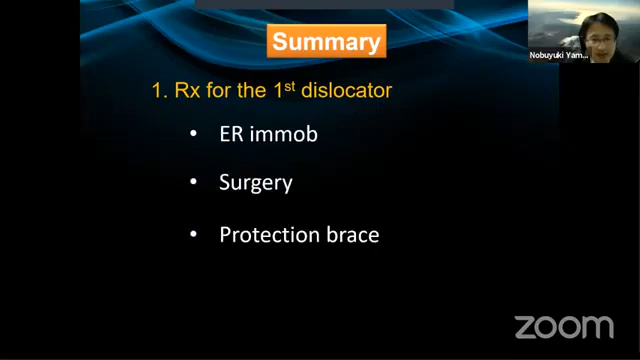 Summary
Nobuyuki Yam...
1. Rx for the 1st dislocator
• ER immob
• Surgery
• Protection brace
zoom